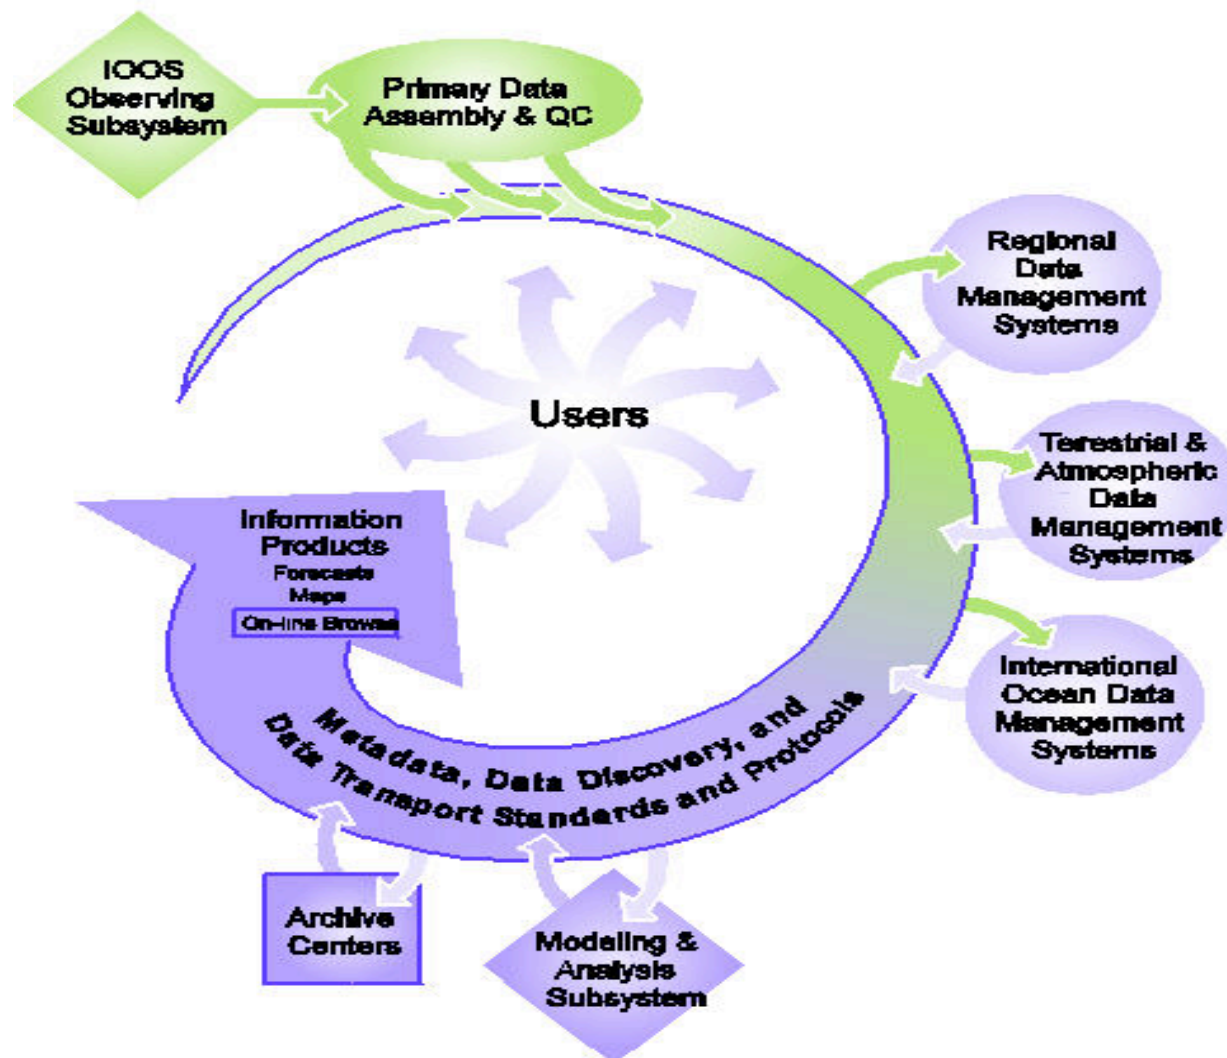 IOOS
Observing
Subsystem
Primary Data
Assembly & QC
Regional
Data
Management
Systems
Users
Terrestrial &
Atmospheric
Data
Management
Systems
Information
Products
Forecasts
Maps
On-line Browse
International
Ocean Data
Management
Systems
Metadata, Data Discovery, and
Data Transport Standards and Protocols
Archive
Centers
Modeling &
Analysis
Subsystem